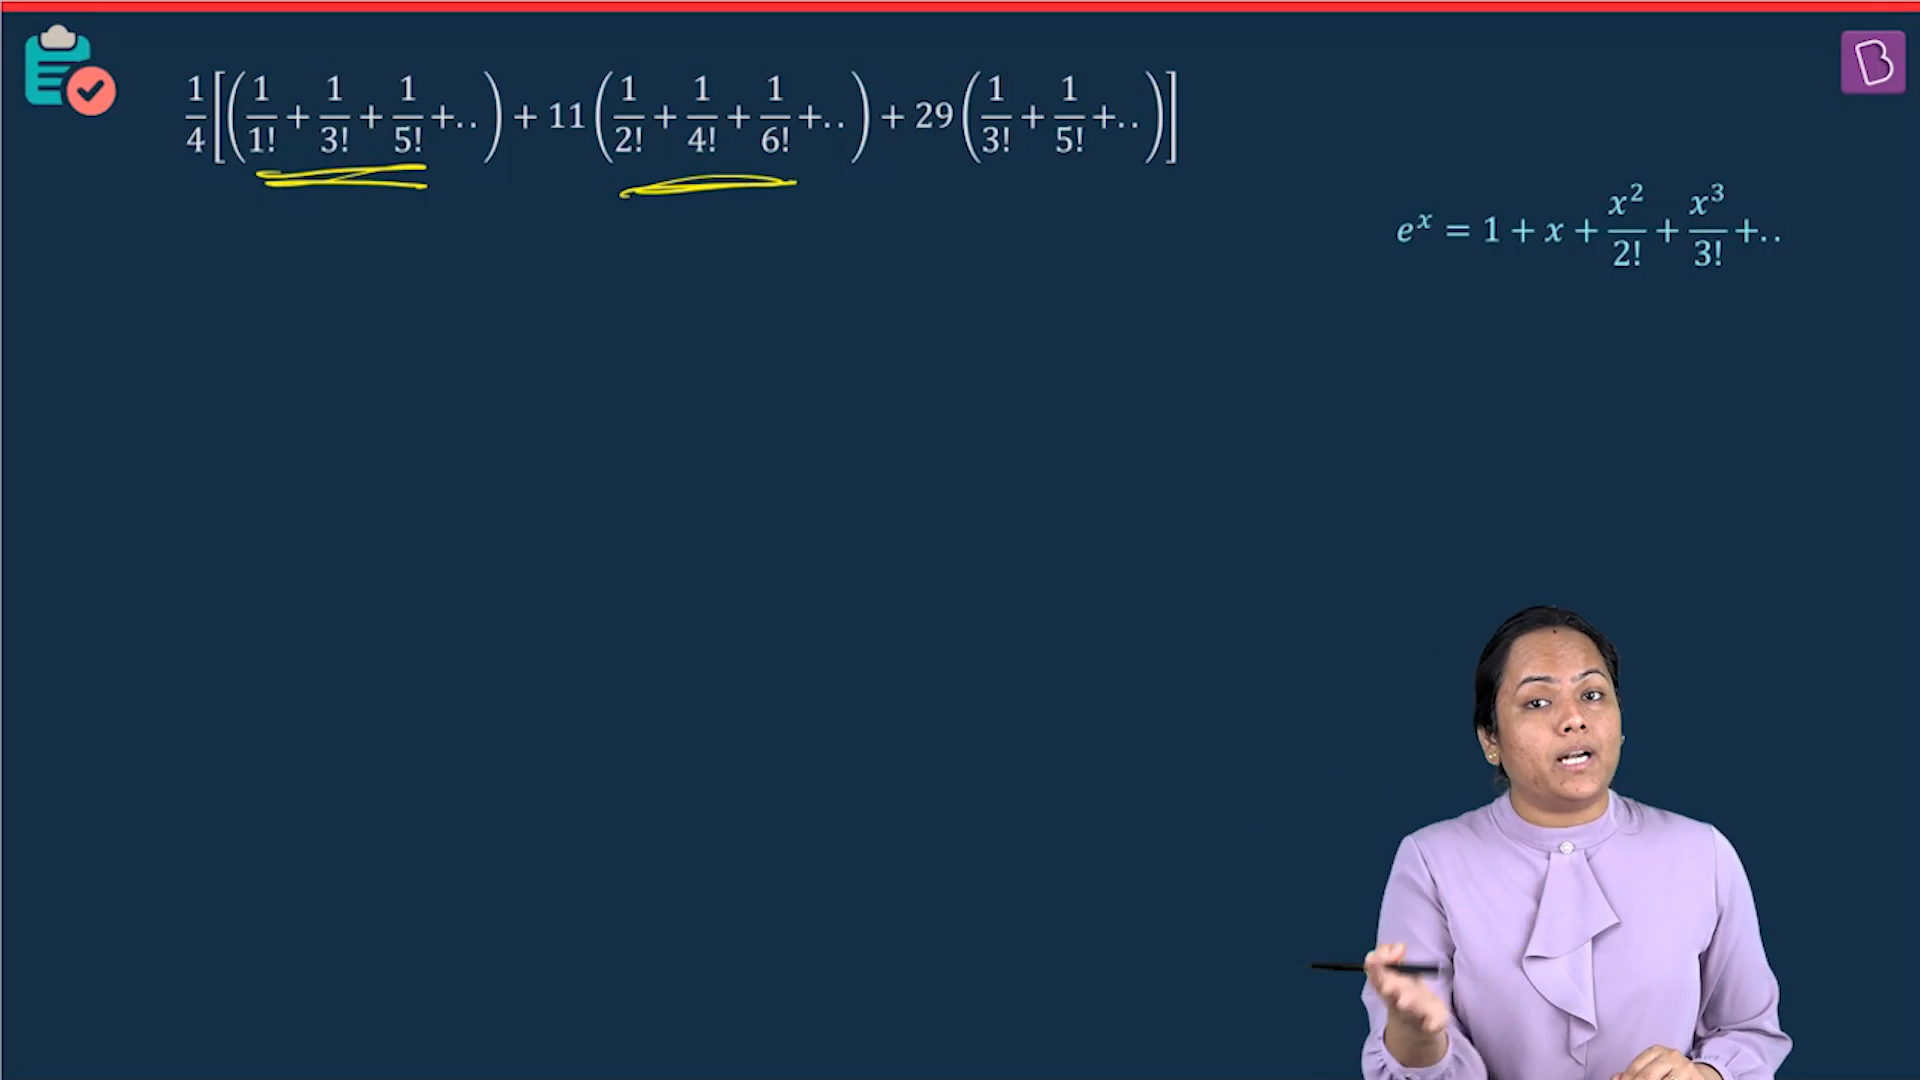 1/4[(1/1! + 1/3! + 1/5! +..) + 11(1/2! + 1/4! + 1/6! +..) + 29(1/3! + 1/5! +..)]
e^x = 1 + x + x^2/2! + x^3/3! +..
B